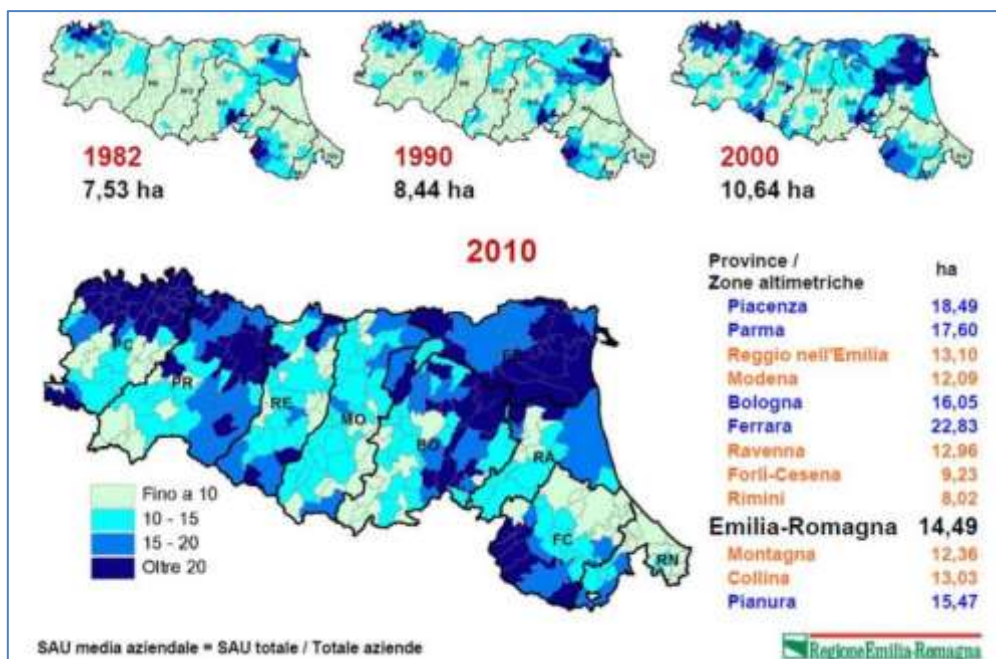 1982
7,53 ha
1990
8,44 ha
2000
10,64 ha
2010
PC
PR
RE
MO
BO
FE
RA
FC
RN
Fino a 10
10 - 15
15 - 20
Oltre 20
Province /
Zone altimetriche ha
Piacenza 18,49
Parma 17,60
Reggio nell'Emilia 13,10
Modena 12,09
Bologna 16,05
Ferrara 22,83
Ravenna 12,96
Forlì-Cesena 9,23
Rimini 8,02
Emilia-Romagna 14,49
Montagna 12,36
Collina 13,03
Pianura 15,47
SAU media aziendale = SAU totale / Totale aziende
RegioneEmilia-Romagna